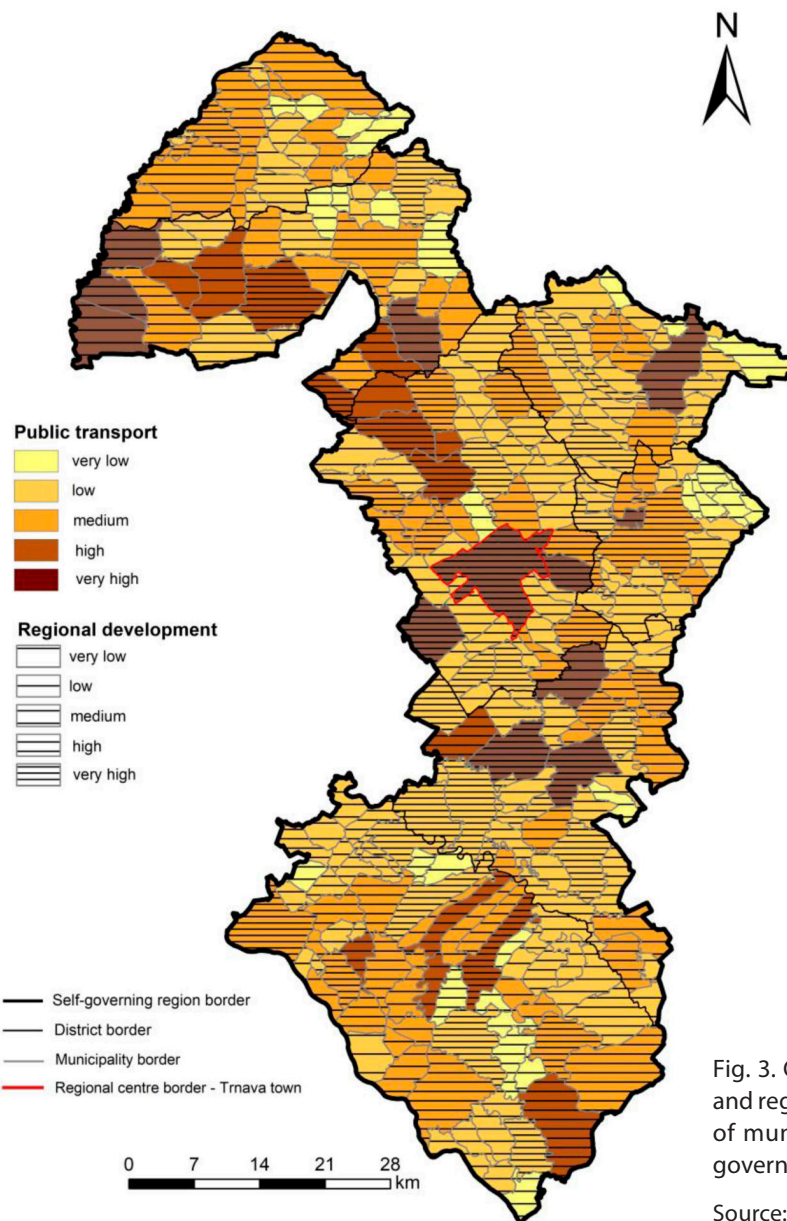 N
Public transport
very low
low
medium
high
very high
Regional development
very low
low
medium
high
very high
Self-governing region border
District border
Municipality border
Regional centre border - Trnava town
0 7 14 21 28
km
Fig. 3.
and reg
of mun
govern
Source: